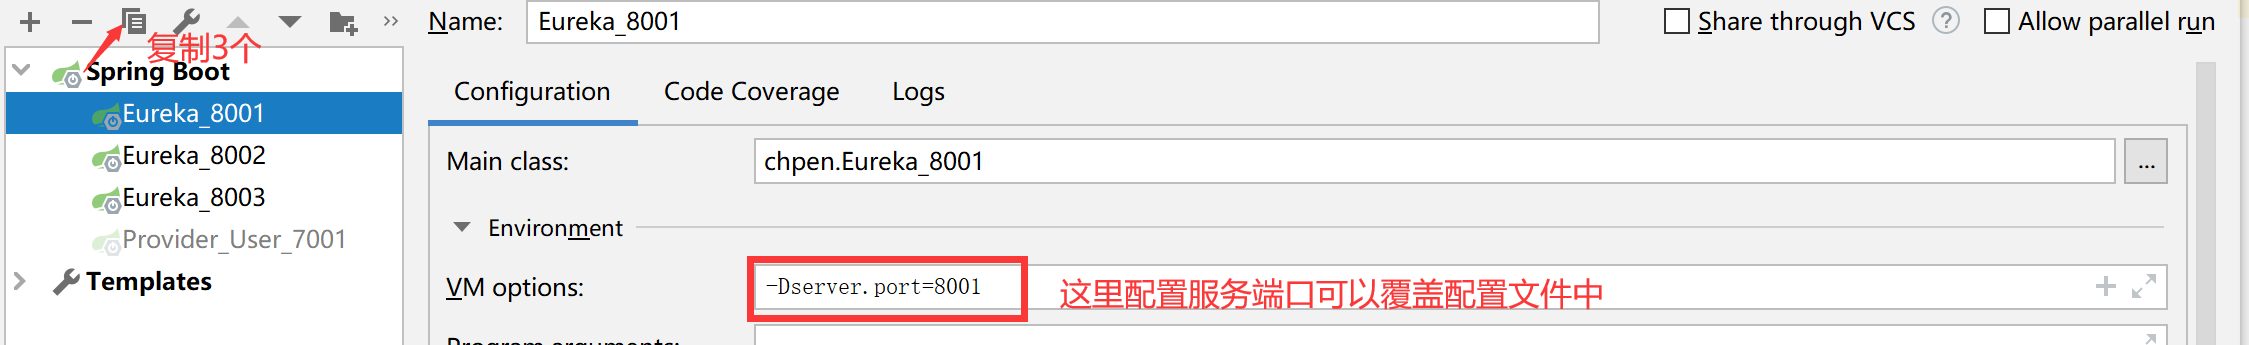 Name: Eureka_8001 Share through VCS ? Allow parallel run
复制3个
Spring Boot
Configuration Code Coverage Logs
Eureka_8001
Eureka_8002
Main class: chpen.Eureka_8001 ...
Eureka_8003
Provider_User_7001
Environment
Templates
VM options: -Dserver.port=8001 这里配置服务端口可以覆盖配置文件中
Program arguments: